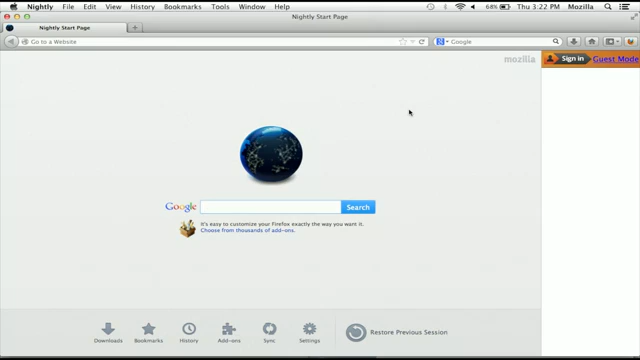 Nightly File Edit View History Bookmarks Tools Window Help 68% Thu 3:22 PM Mozilla
Nightly Start Page
Nightly Start Page
Go to a Website Google
mozilla
Sign in Guest Mode
Google Search
It's easy to customize your Firefox exactly the way you want it.
Choose from thousands of add-ons.
Downloads Bookmarks History Add-ons Sync Settings Restore Previous Session